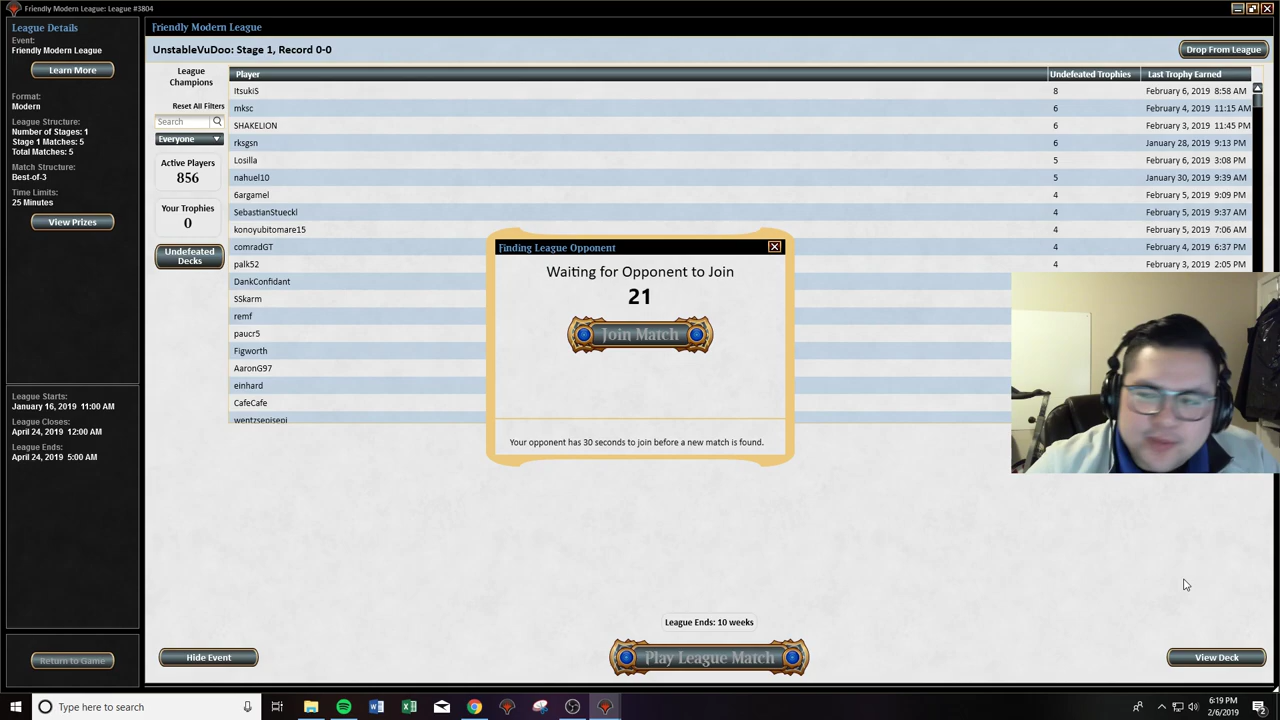 Friendly Modern League: League #3804
League Details
Event:
Friendly Modern League
Learn More
Format:
Modern
League Structure:
Number of Stages: 1
Stage 1 Matches: 5
Total Matches: 5
Match Structure:
Best-of-3
Time Limits:
25 Minutes
View Prizes
League Starts:
January 16, 2019 11:00 AM
League Closes:
April 24, 2019 12:00 AM
League Ends:
April 24, 2019 5:00 AM
Return to Game
Friendly Modern League
UnstableVuDoo: Stage 1, Record 0-0
Drop From League
League
Champions
Reset All Filters
Search
Everyone
Active Players
856
Your Trophies
0
Undefeated
Decks
Player Undefeated Trophies Last Trophy Earned
ItsukiS 8 February 6, 2019 8:58 AM
mksc 6 February 4, 2019 11:15 AM
SHAKELION 6 February 3, 2019 11:45 PM
rksgsn 6 January 28, 2019 9:39 PM
Losilla 5 February 6, 2019 3:08 PM
nahuel10 5 January 30, 2019 9:39 AM
6argamel 4 February 5, 2019 9:09 PM
SebastianStueckl 4 February 5, 2019 9:37 AM
konoyubitomare15 4 February 5, 2019 7:06 AM
comradGT 4 February 4, 2019 6:37 PM
palk52 4 February 3, 2019 2:05 PM
DankConfidant
SSkarm
remf
paucr5
Figworth
AaronG97
einhard
CafeCafe
wentzsepisepi
Finding League Opponent
Waiting for Opponent to Join
21
Join Match
Your opponent has 30 seconds to join before a new match is found.
League Ends: 10 weeks
Hide Event
Play League Match
View Deck
Type here to search
6:19 PM
2/6/2019
2